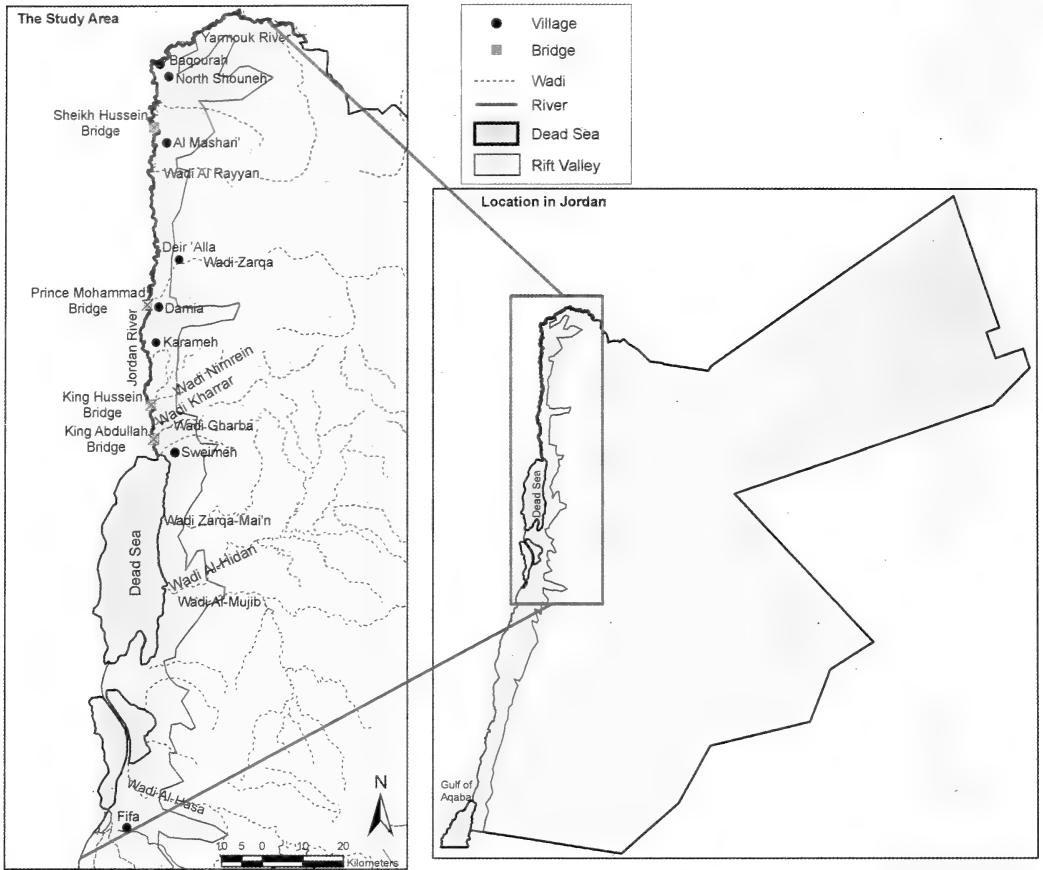 The Study Area
Yarmouk River
Baqourah
North Shouneh
Sheikh Hussein
Bridge
Al Mashari'
Wadi Al Rayyan
Deir 'Alla
Wadi Zarqa
Prince Mohammad
Bridge
Damia
Jordan River
Karameh
Wadi Nimrein
King Hussein
Bridge
Wadi Kharrar
Wadi Gharba
King Abdullah
Bridge
Sweimeh
Wadi Zarqa-Mai'n
Dead Sea
Wadi Al-Hidan
Wadi Al-Mujib
Wadi Al-Hasa
Fifa
N
10 5 0 10 20
Kilometers
Village
Bridge
Wadi
River
Dead Sea
Rift Valley
Location in Jordan
Dead Sea
Gulf of
Aqaba